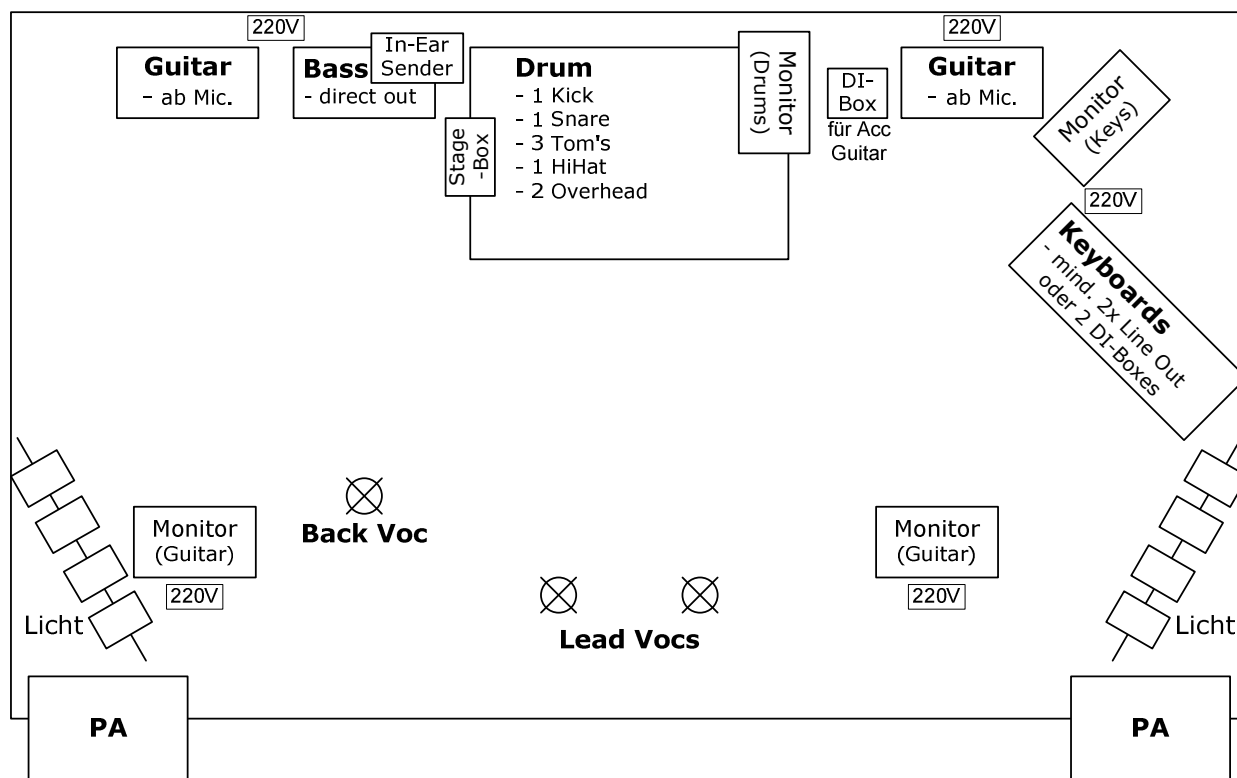 220V
220V
Guitar
- ab Mic.
Bass
- direct out
In-Ear
Sender
Drum
- 1 Kick
- 1 Snare
- 3 Tom's
- 1 HiHat
- 2 Overhead
Stage
-Box
Monitor
(Drums)
DI-
Box
für Acc
Guitar
Guitar
- ab Mic.
Monitor
(Keys)
220V
Keyboards
- mind. 2x Line Out
oder 2 DI-Boxes
Monitor
(Guitar)
220V
Back Voc
Monitor
(Guitar)
220V
Licht
Lead Vocs
Licht
PA
PA